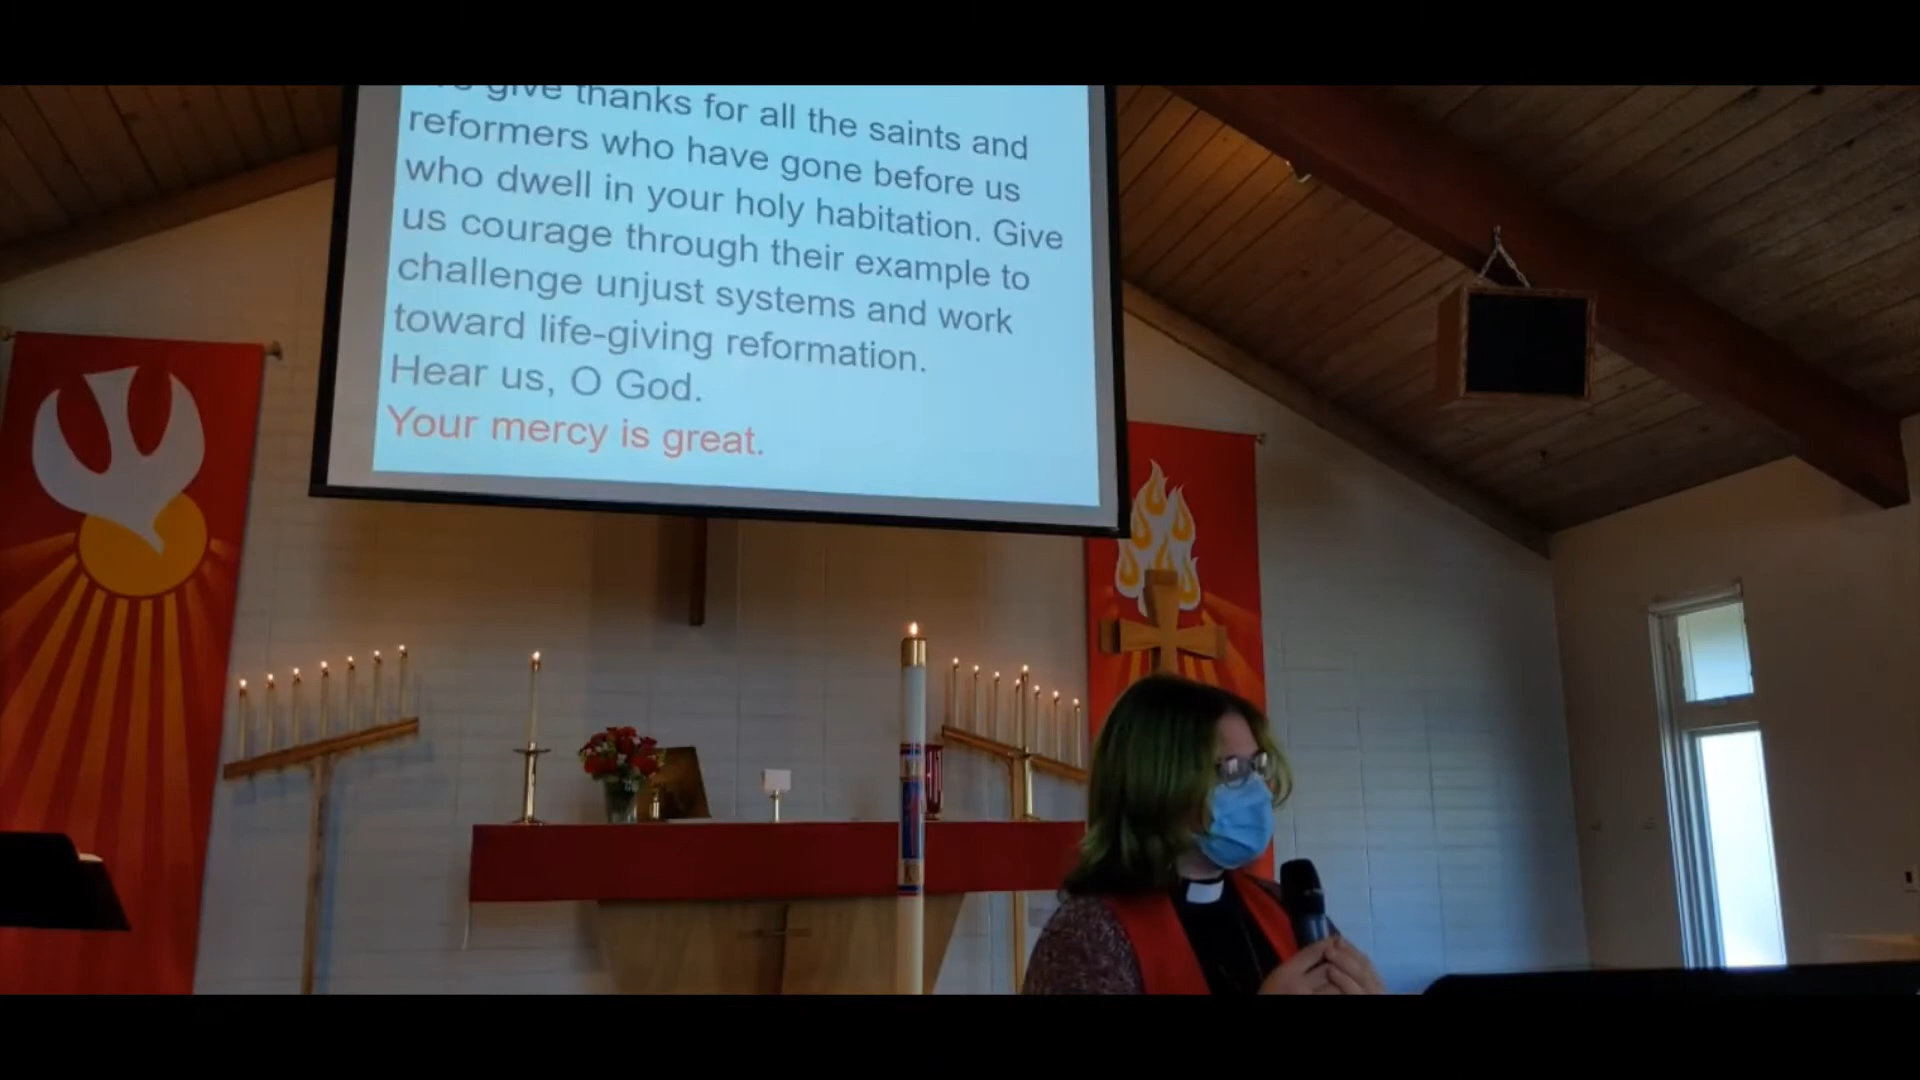 give thanks for all the saints and
reformers who have gone before us
who dwell in your holy habitation. Give
us courage through their example to
challenge unjust systems and work
toward life-giving reformation.
Hear us, O God.
Your mercy is great.